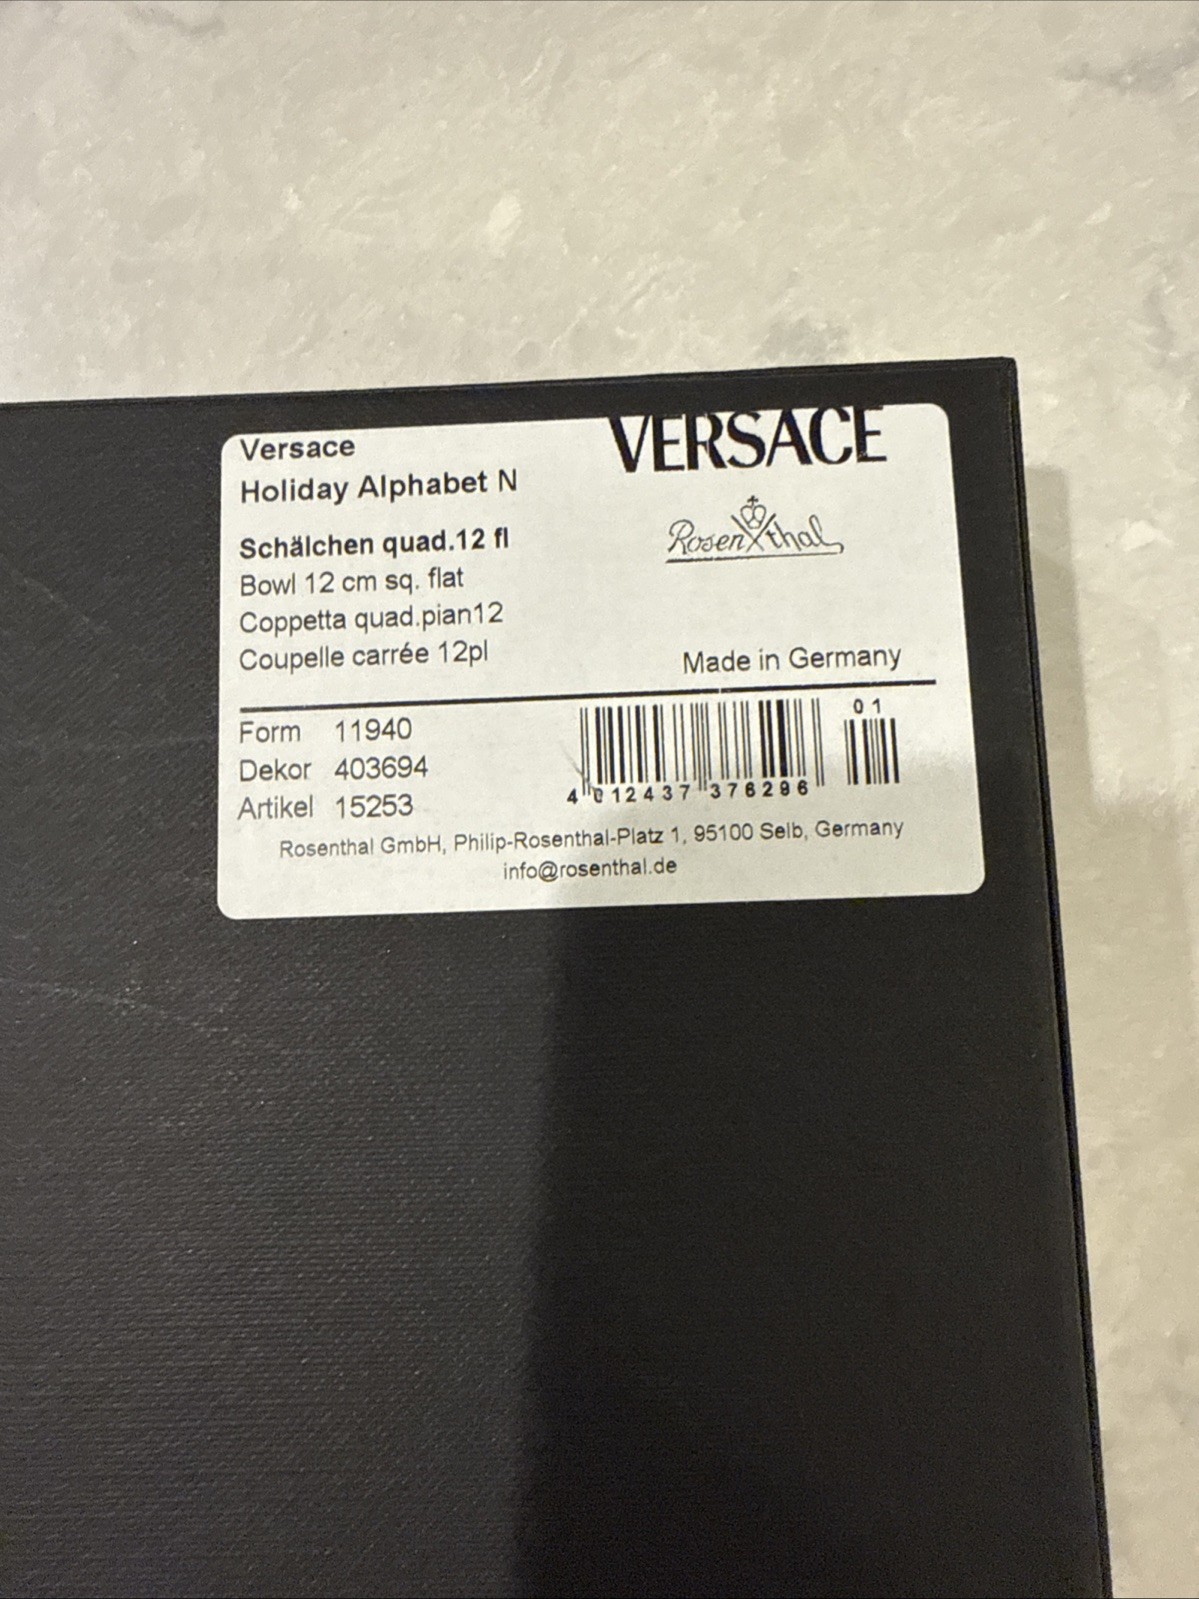 Versace
Holiday Alphabet N
VERSACE
Rosenthal
Schälchen quad.12 fl
Bowl 12 cm sq. flat
Coppetta quad.pian12
Coupelle carrée 12pl
Made in Germany
Form 11940
Dekor 403694
Artikel 15253
01
4 012437 376296
Rosenthal GmbH, Philip-Rosenthal-Platz 1, 95100 Selb, Germany
info@rosenthal.de